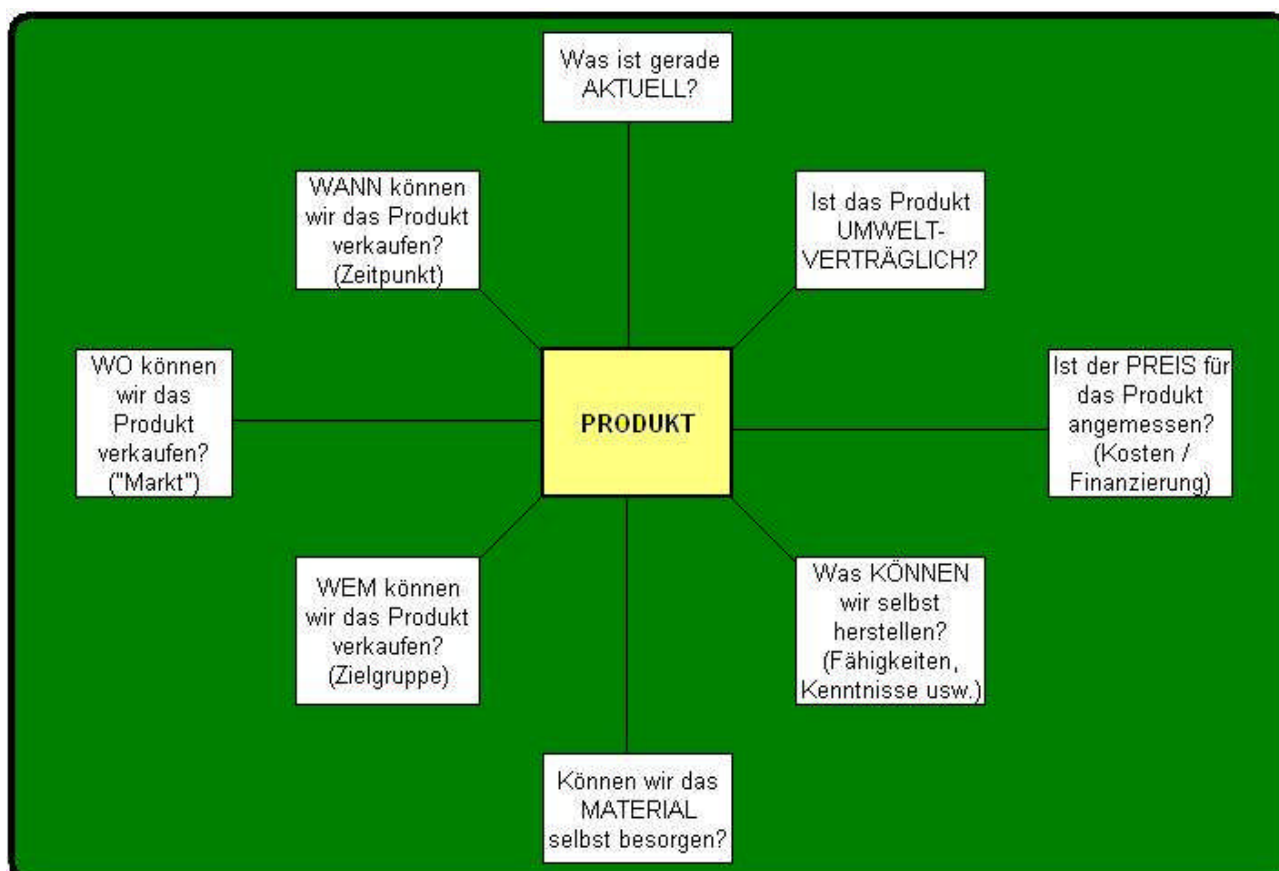 Was ist gerade
AKTUELL?
WANN können
wir das Produkt
verkaufen?
(Zeitpunkt)
Ist das Produkt
UMWELT-
VERTRÄGLICH?
WO können
wir das
Produkt
verkaufen?
("Markt")
PRODUKT
Ist der PREIS für
das Produkt
angemessen?
(Kosten /
Finanzierung)
WEM können
wir das Produkt
verkaufen?
(Zielgruppe)
Was KÖNNEN
wir selbst
herstellen?
(Fähigkeiten,
Kenntnisse usw.)
Können wir das
MATERIAL
selbst besorgen?